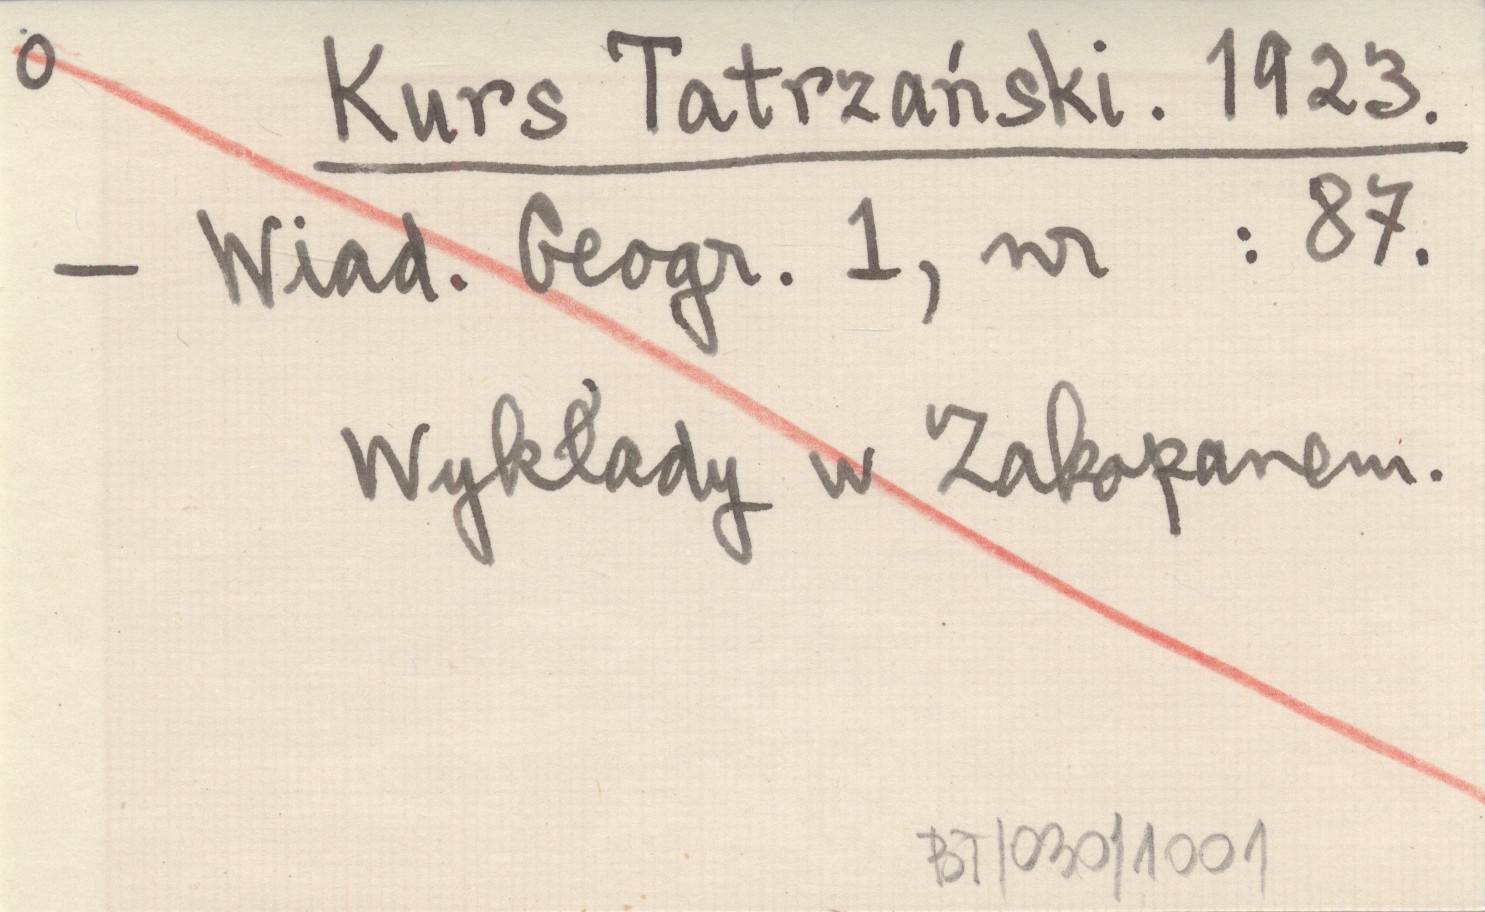 o Kurs Tatrzański. 1923.
— Wiad. Geogr. 1, nr : 87.
Wykłady w Zakopanem.
BT/030/1001